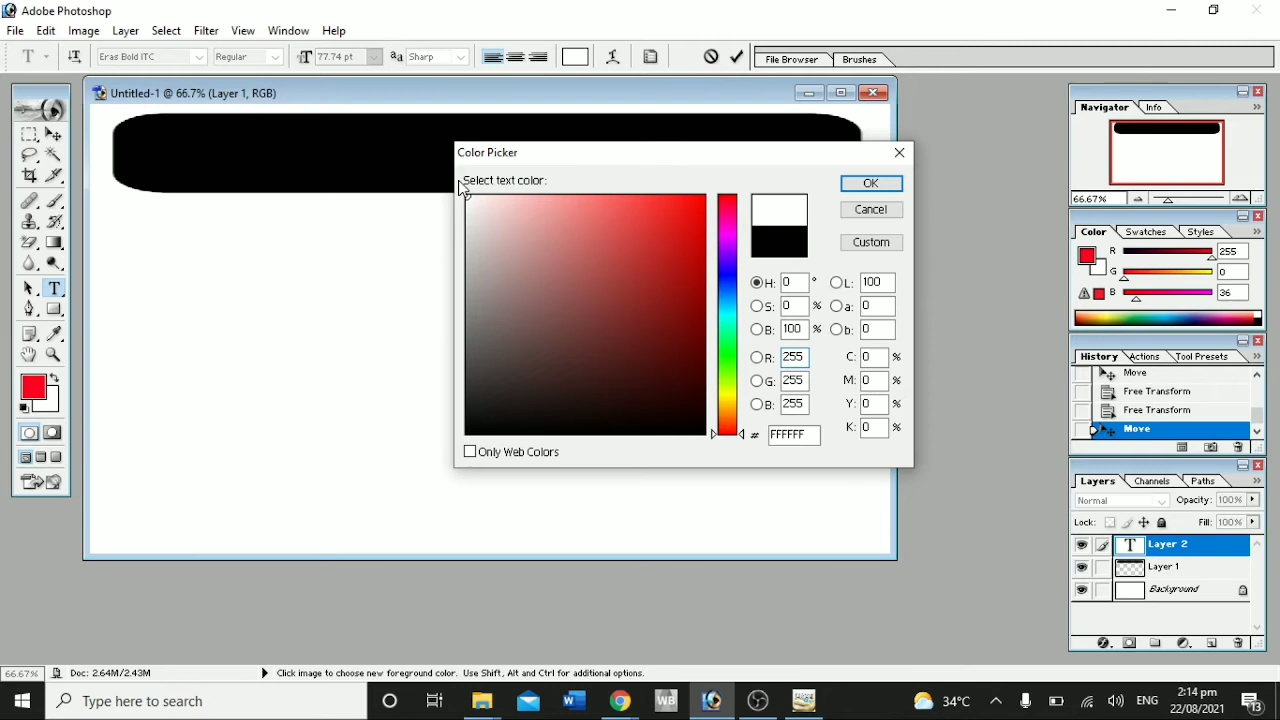 Adobe Photoshop
File Edit Image Layer Select Filter View Window Help
T Eras Bold ITC Regular T 77.74 pt aa Sharp File Browser Brushes
Untitled-1 @ 66.7% (Layer 1, RGB)
Color Picker
Select text color:
OK
Cancel
Custom
H: 0 ° L: 100
S: 0 % a: 0
B: 100 % b: 0
R: 255 C: 0 %
G: 255 M: 0 %
B: 255 Y: 0 %
# FFFFFF K: 0 %
Only Web Colors
Navigator Info
66.67%
Color Swatches Styles
R 255
G 0
B 36
History Actions Tool Presets
Move
Free Transform
Free Transform
Move
Layers Channels Paths
Normal Opacity: 100%
Lock: Fill: 100%
T Layer 2
Layer 1
Background
66.67% Doc: 2.64M/2.43M Click image to choose new foreground color. Use Shift, Alt and Ctrl for additional options.
Type here to search
WB
34°C
ENG
2:14 pm
22/08/2021
13